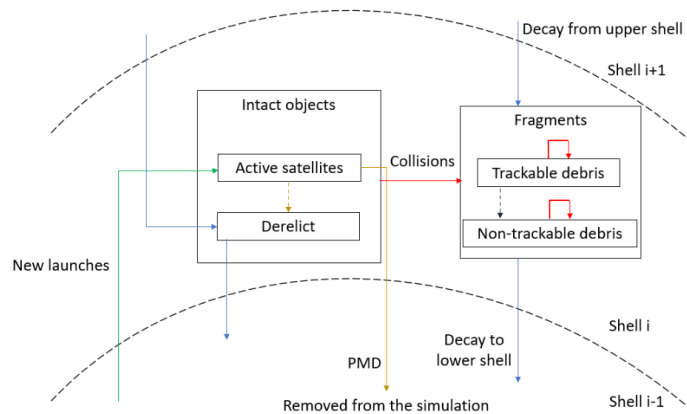 Decay from upper shell
Shell i+1
Intact objects
Fragments
Active satellites
Collisions
Trackable debris
Derelict
Non-trackable debris
New launches
Shell i
Decay to
lower shell
PMD
Removed from the simulation
Shell i-1